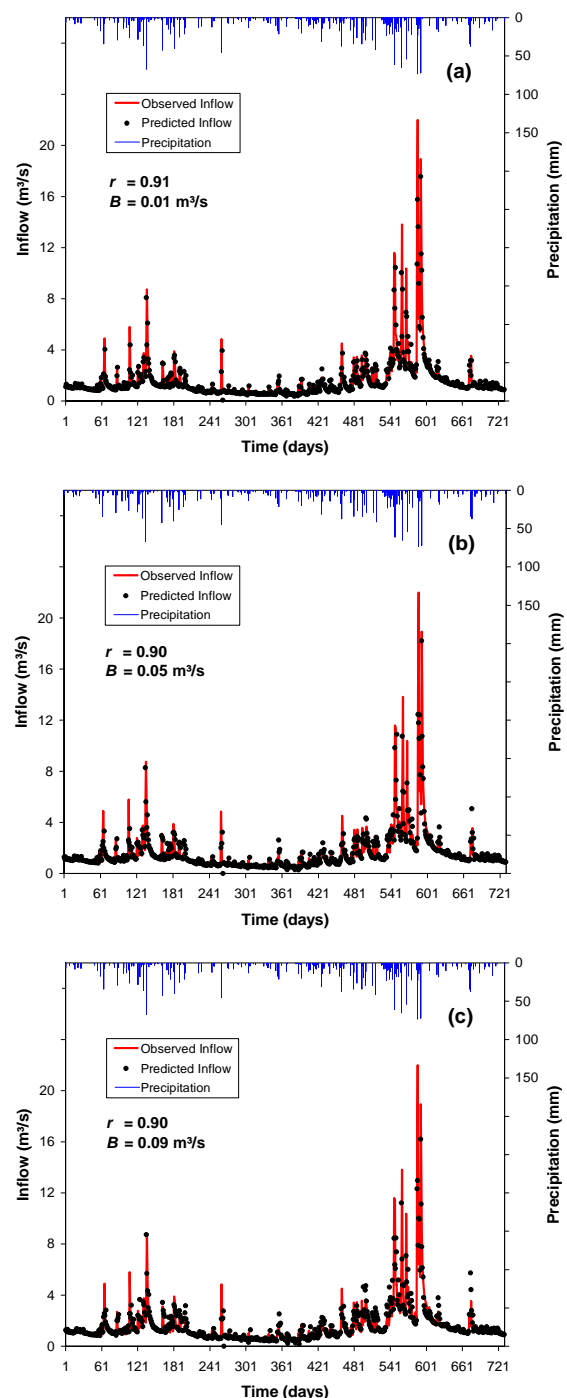 0
50
100
150
(a)
Observed Inflow
Predicted Inflow
Precipitation
r = 0.91
B = 0.01 m³/s
22
18
14
12
8
4
0
Inflow (m³/s)
Precipitation (mm)
1 61 121 181 241 301 361 421 481 541 601 661 721
Time (days)
0
50
100
150
(b)
Observed Inflow
Predicted Inflow
Precipitation
r = 0.90
B = 0.05 m³/s
20
16
12
8
4
0
Inflow (m³/s)
Precipitation (mm)
1 61 121 181 241 301 361 421 481 541 601 661 721
Time (days)
0
50
100
150
(c)
Observed Inflow
Predicted Inflow
Precipitation
r = 0.90
B = 0.09 m³/s
20
16
12
8
4
0
Inflow (m³/s)
Precipitation (mm)
1 61 121 181 241 301 361 421 481 541 601 661 721
Time (days)